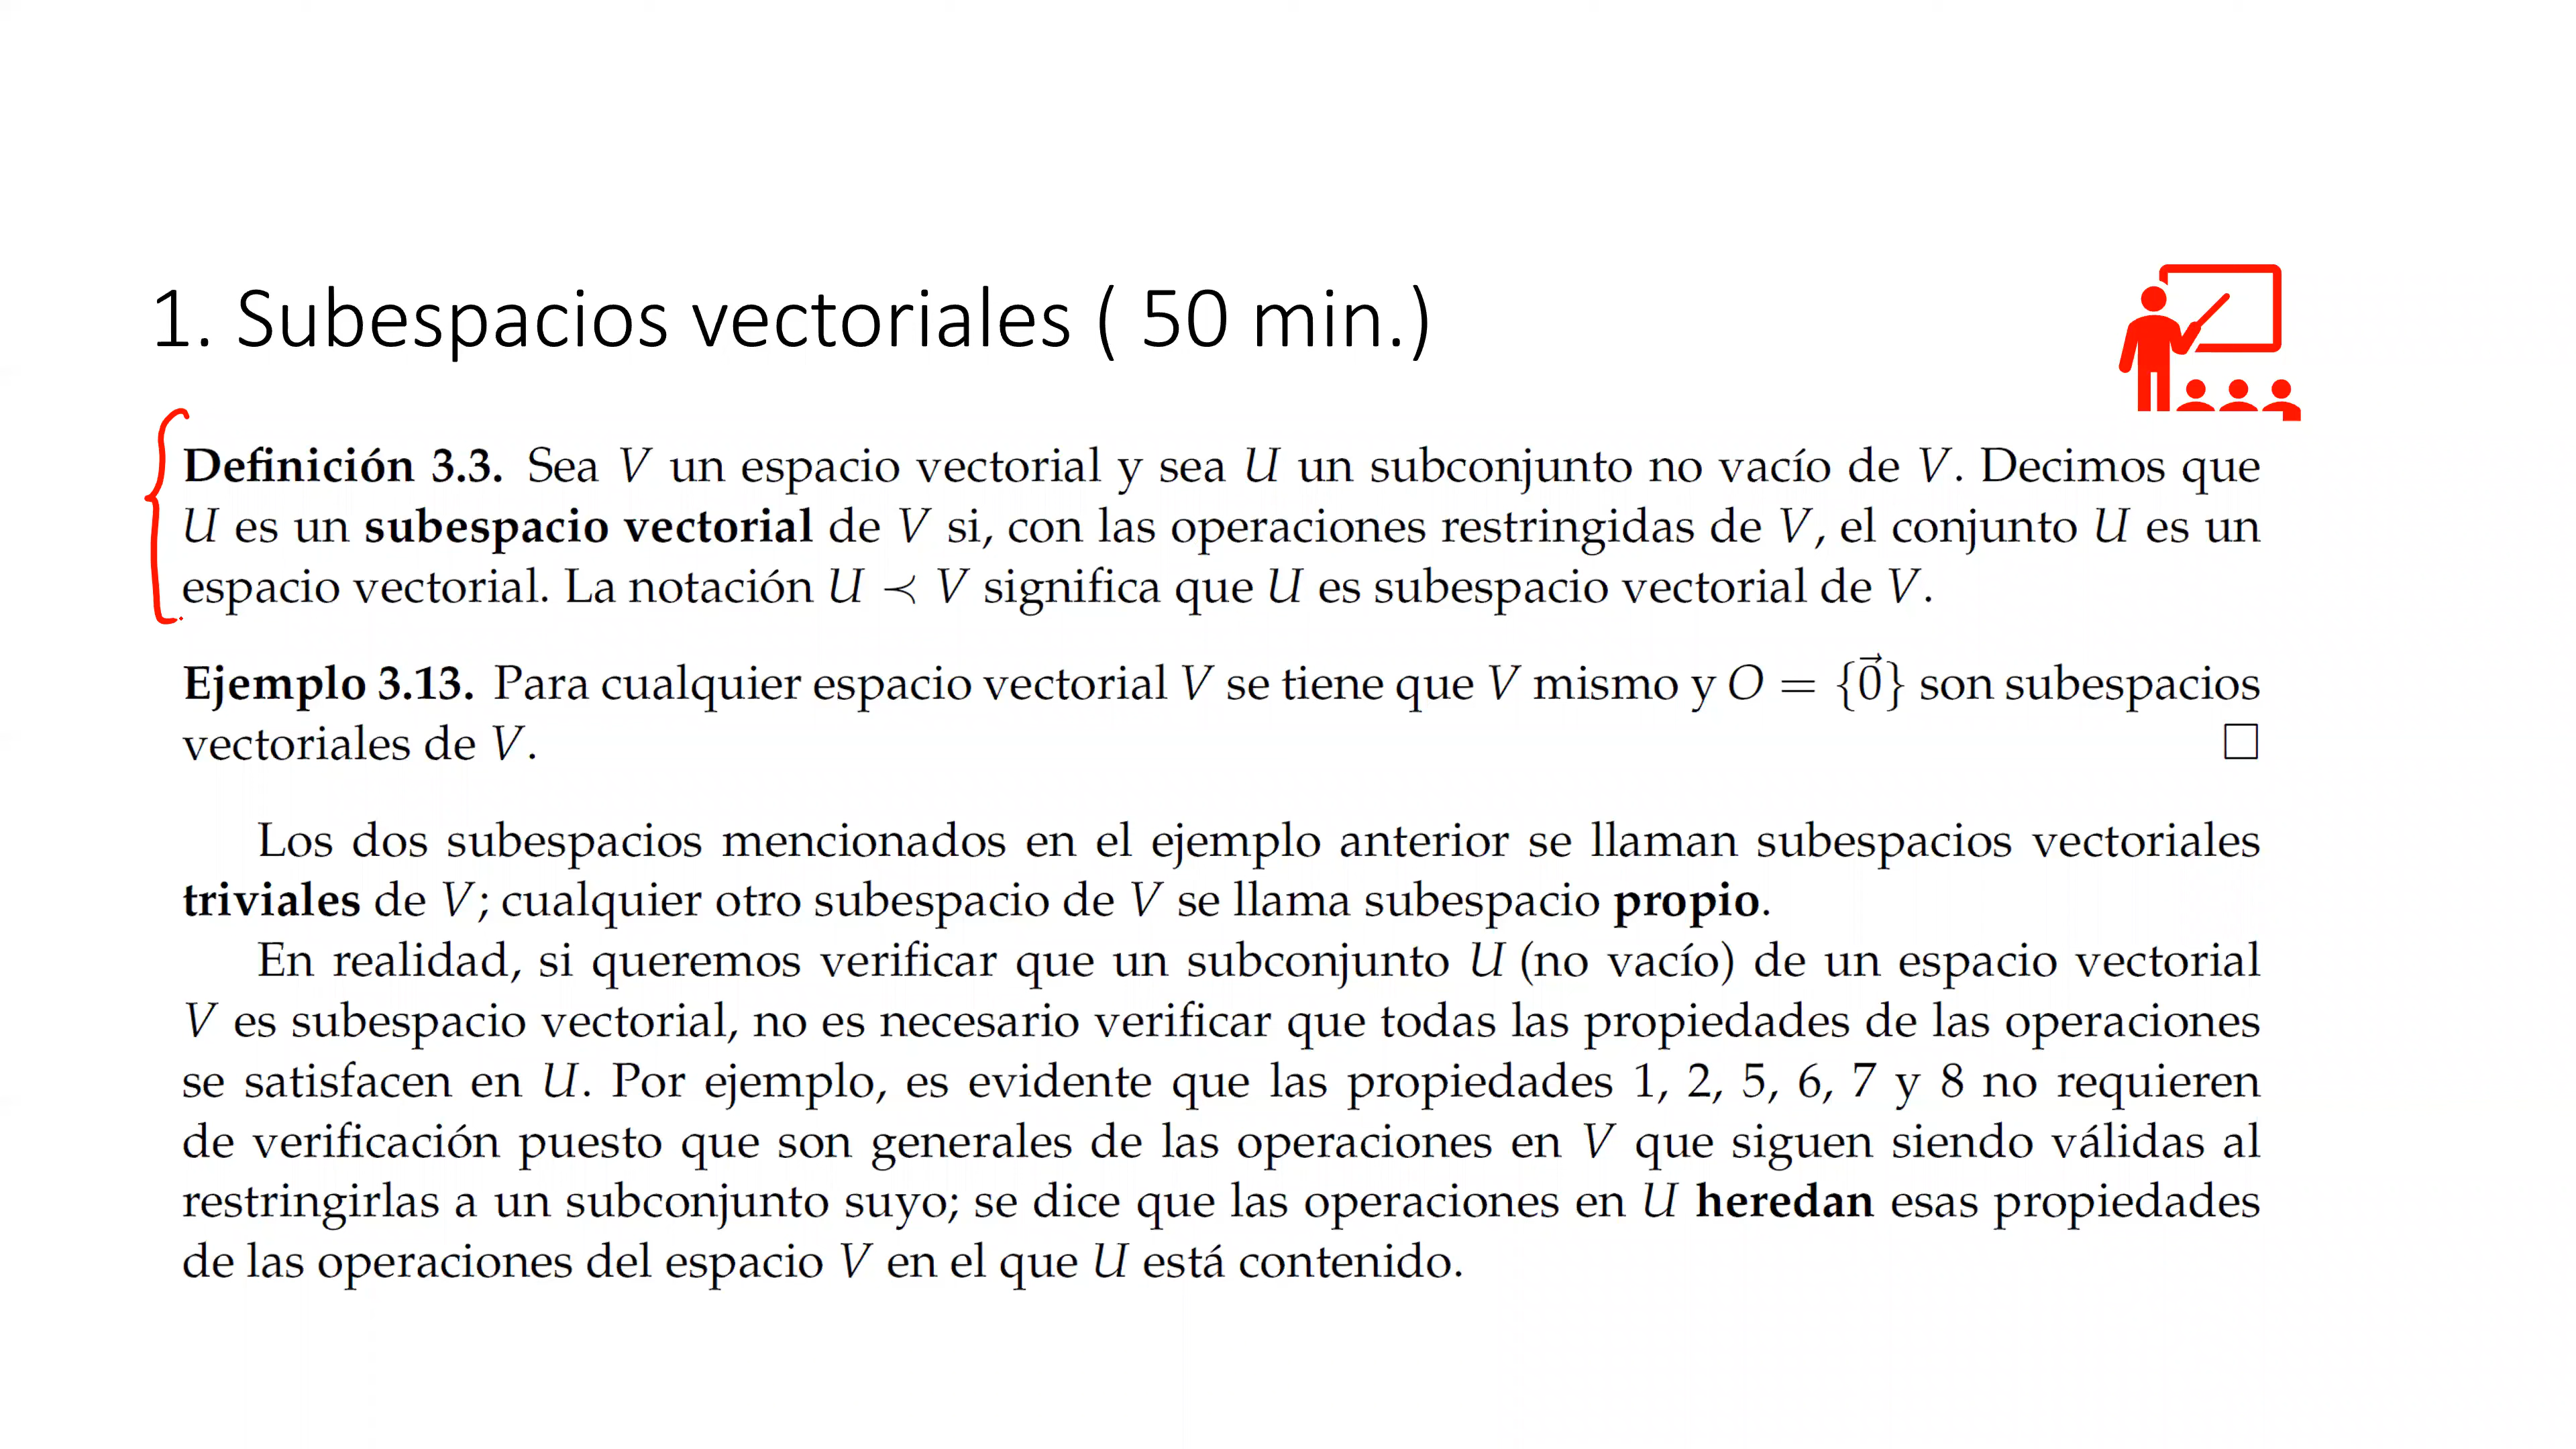 1. Subespacios vectoriales ( 50 min.)
Definición 3.3. Sea V un espacio vectorial y sea U un subconjunto no vacío de V. Decimos que
U es un subespacio vectorial de V si, con las operaciones restringidas de V, el conjunto U es un
espacio vectorial. La notación U ≺ V significa que U es subespacio vectorial de V.
Ejemplo 3.13. Para cualquier espacio vectorial V se tiene que V mismo y O = {0⃗} son subespacios
vectoriales de V. □
Los dos subespacios mencionados en el ejemplo anterior se llaman subespacios vectoriales
triviales de V; cualquier otro subespacio de V se llama subespacio propio.
En realidad, si queremos verificar que un subconjunto U (no vacío) de un espacio vectorial
V es subespacio vectorial, no es necesario verificar que todas las propiedades de las operaciones
se satisfacen en U. Por ejemplo, es evidente que las propiedades 1, 2, 5, 6, 7 y 8 no requieren
de verificación puesto que son generales de las operaciones en V que siguen siendo válidas al
restringirlas a un subconjunto suyo; se dice que las operaciones en U heredan esas propiedades
de las operaciones del espacio V en el que U está contenido.